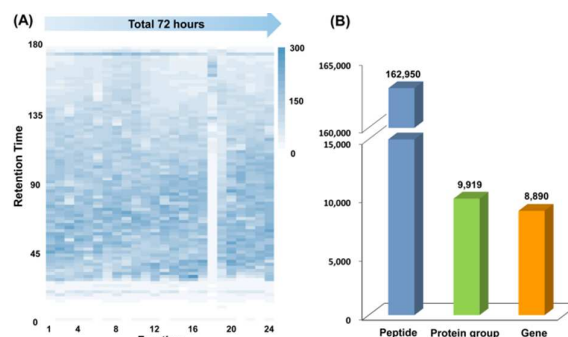 (A)
Total 72 hours
180
135
90
45
0
Retention Time
1 4 8 12 16 20 24
300
150
0
(B)
165,000
160,000
15,000
10,000
5,000
0
162,950
9,919
8,890
Peptide Protein group Gene